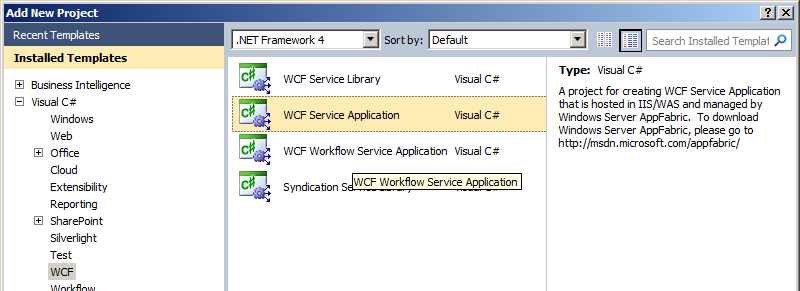 Add New Project
Recent Templates
Installed Templates
Business Intelligence
Visual C#
Windows
Web
Office
Cloud
Extensibility
Reporting
SharePoint
Silverlight
Test
WCF
Workflow
.NET Framework 4
Sort by:
Default
Search Installed Templat
WCF Service Library
Visual C#
WCF Service Application
Visual C#
WCF Workflow Service Application
Visual C#
Syndication
WCF Workflow Service Application
Type: Visual C#
A project for creating WCF Service Application
that is hosted in IIS/WAS and managed by
Windows Server AppFabric. To download
Windows Server AppFabric, please go to
http://msdn.microsoft.com/appfabric/